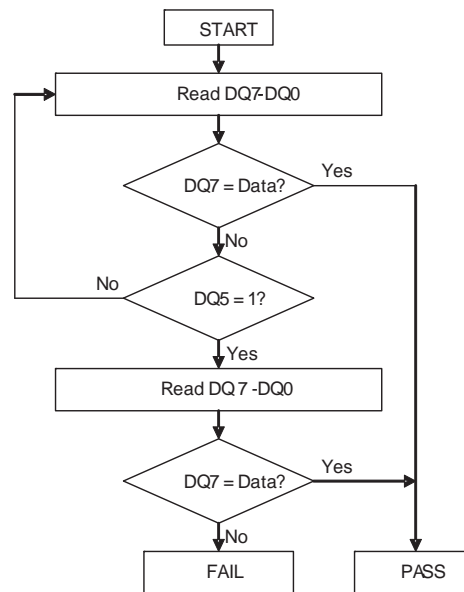 START
Read DQ7-DQ0
DQ7 = Data?
Yes
No
No
DQ5 = 1?
Yes
Read DQ 7 -DQ0
DQ7 = Data?
Yes
No
FAIL
PASS